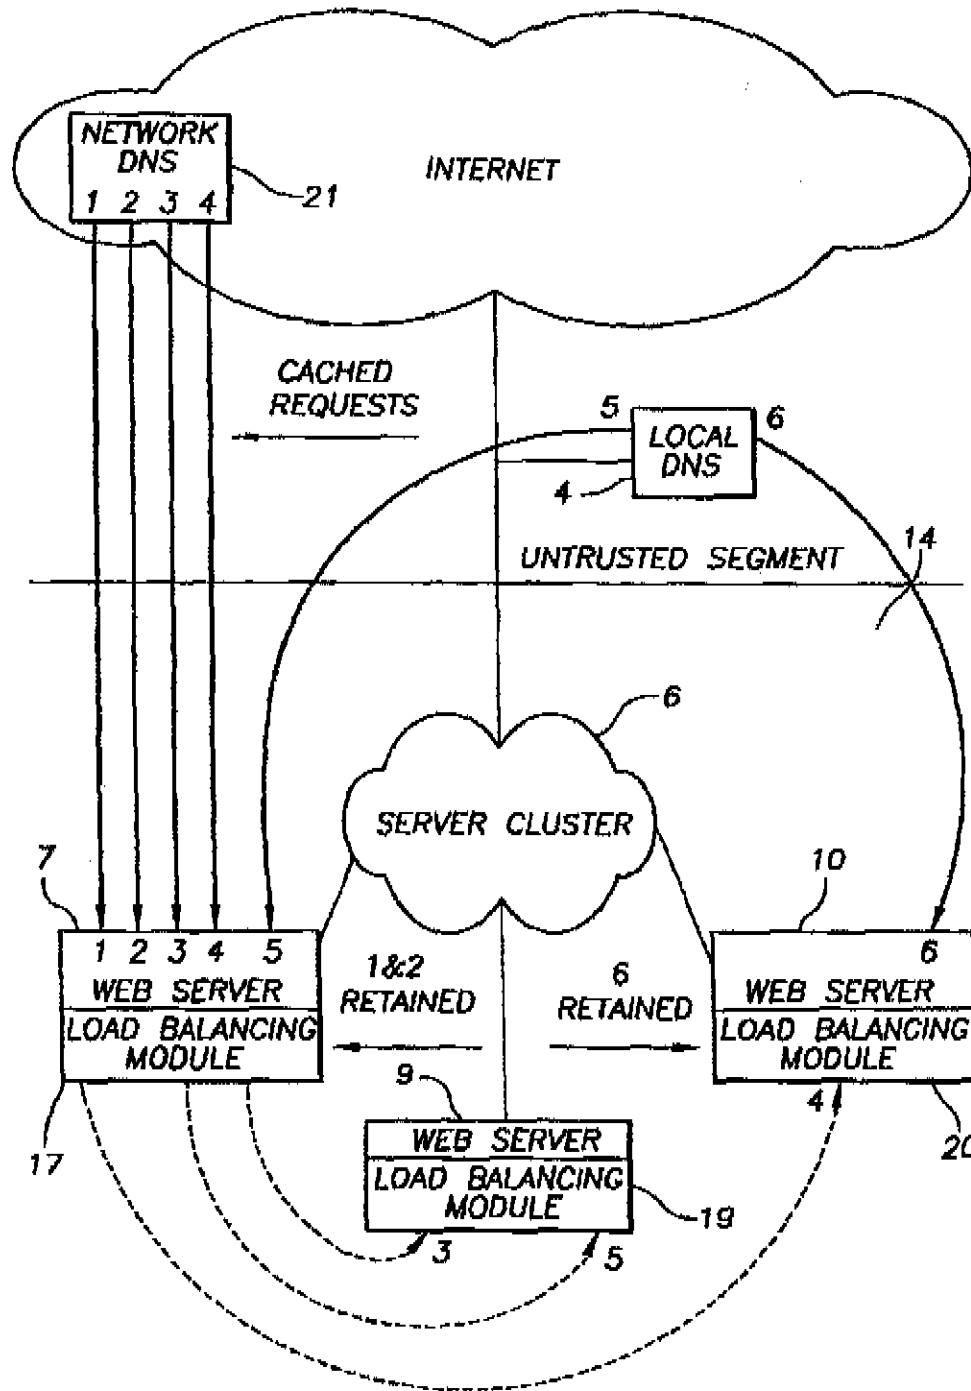 NETWORK
DNS
1 2 3 4
21
INTERNET
CACHED
REQUESTS
5
LOCAL
DNS
6
4
UNTRUSTED SEGMENT
14
6
SERVER CLUSTER
7
1 2 3 4 5
WEB SERVER
LOAD BALANCING
MODULE
17
1&2
RETAINED
6
RETAINED
10
6
WEB SERVER
LOAD BALANCING
MODULE
4
20
9
WEB SERVER
LOAD BALANCING
MODULE
19
3
5